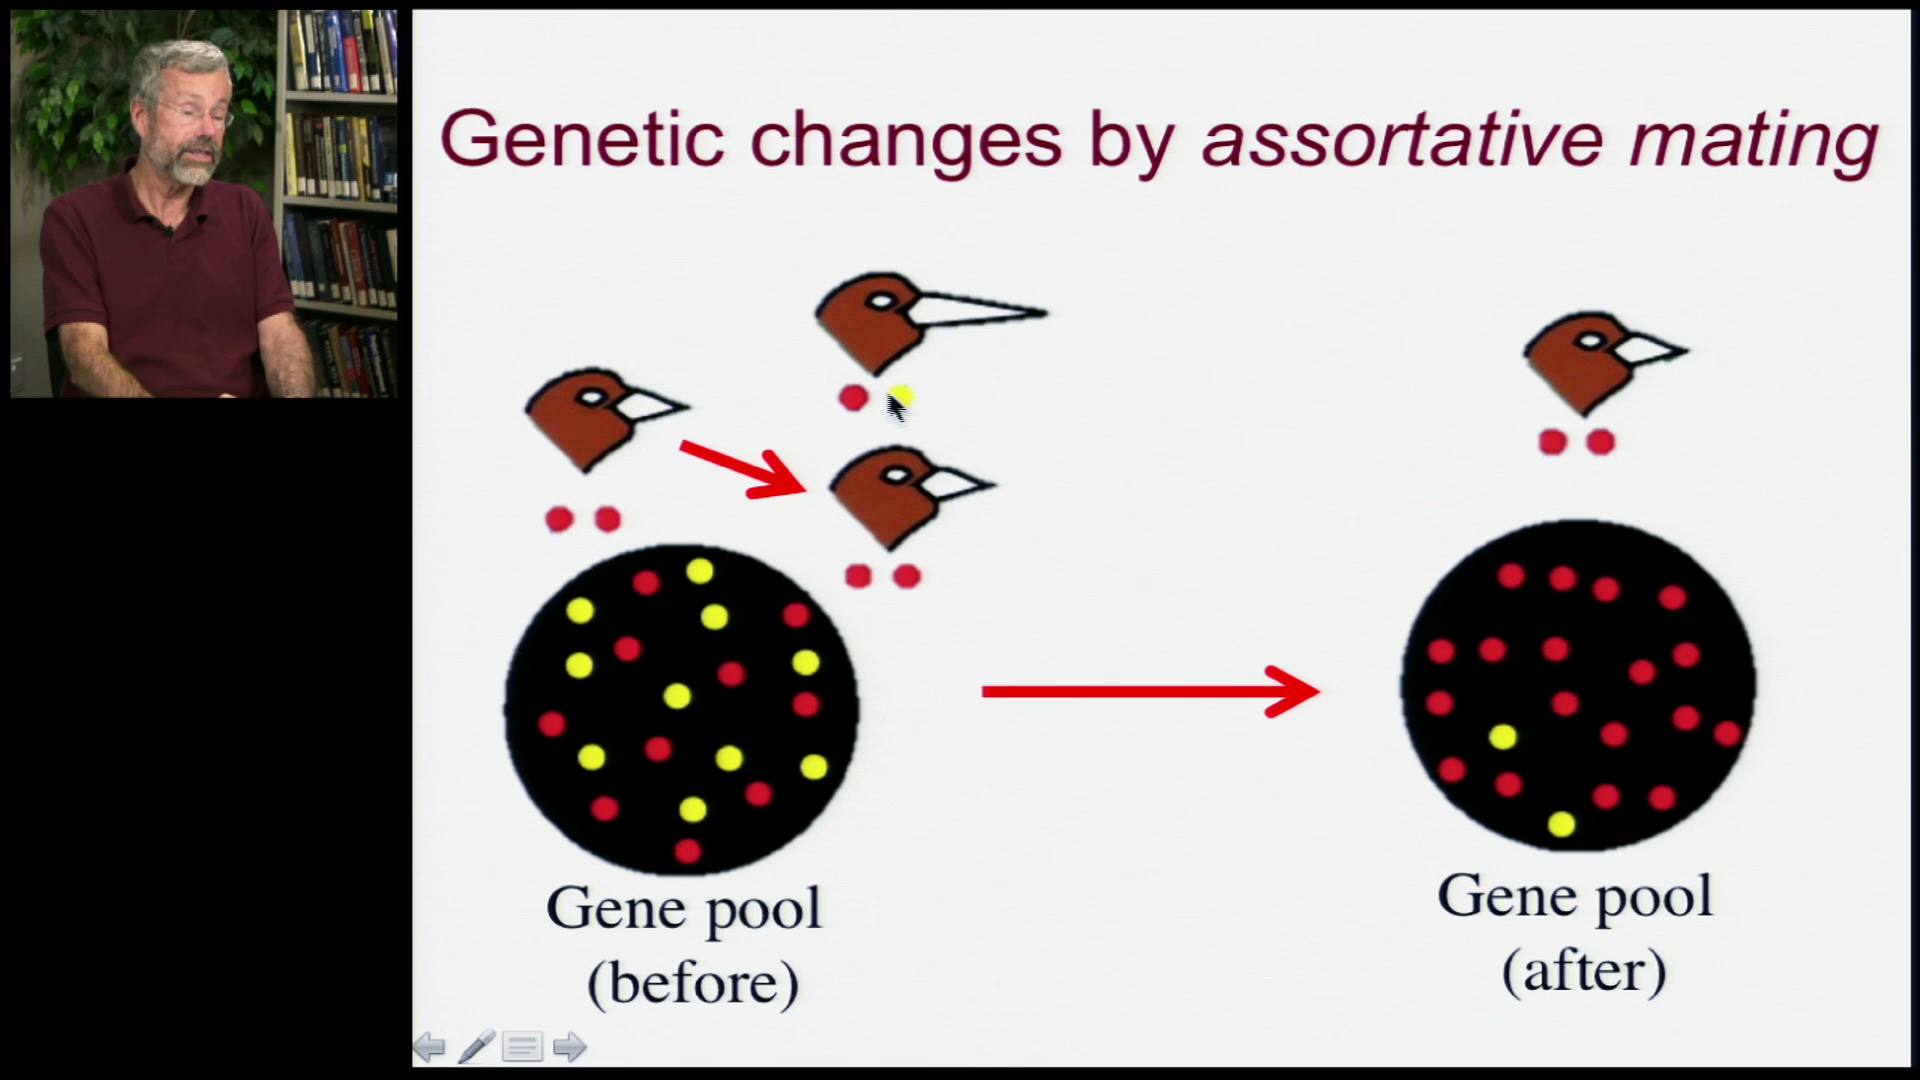 Genetic changes by assortative mating
Gene pool
(before)
Gene pool
(after)